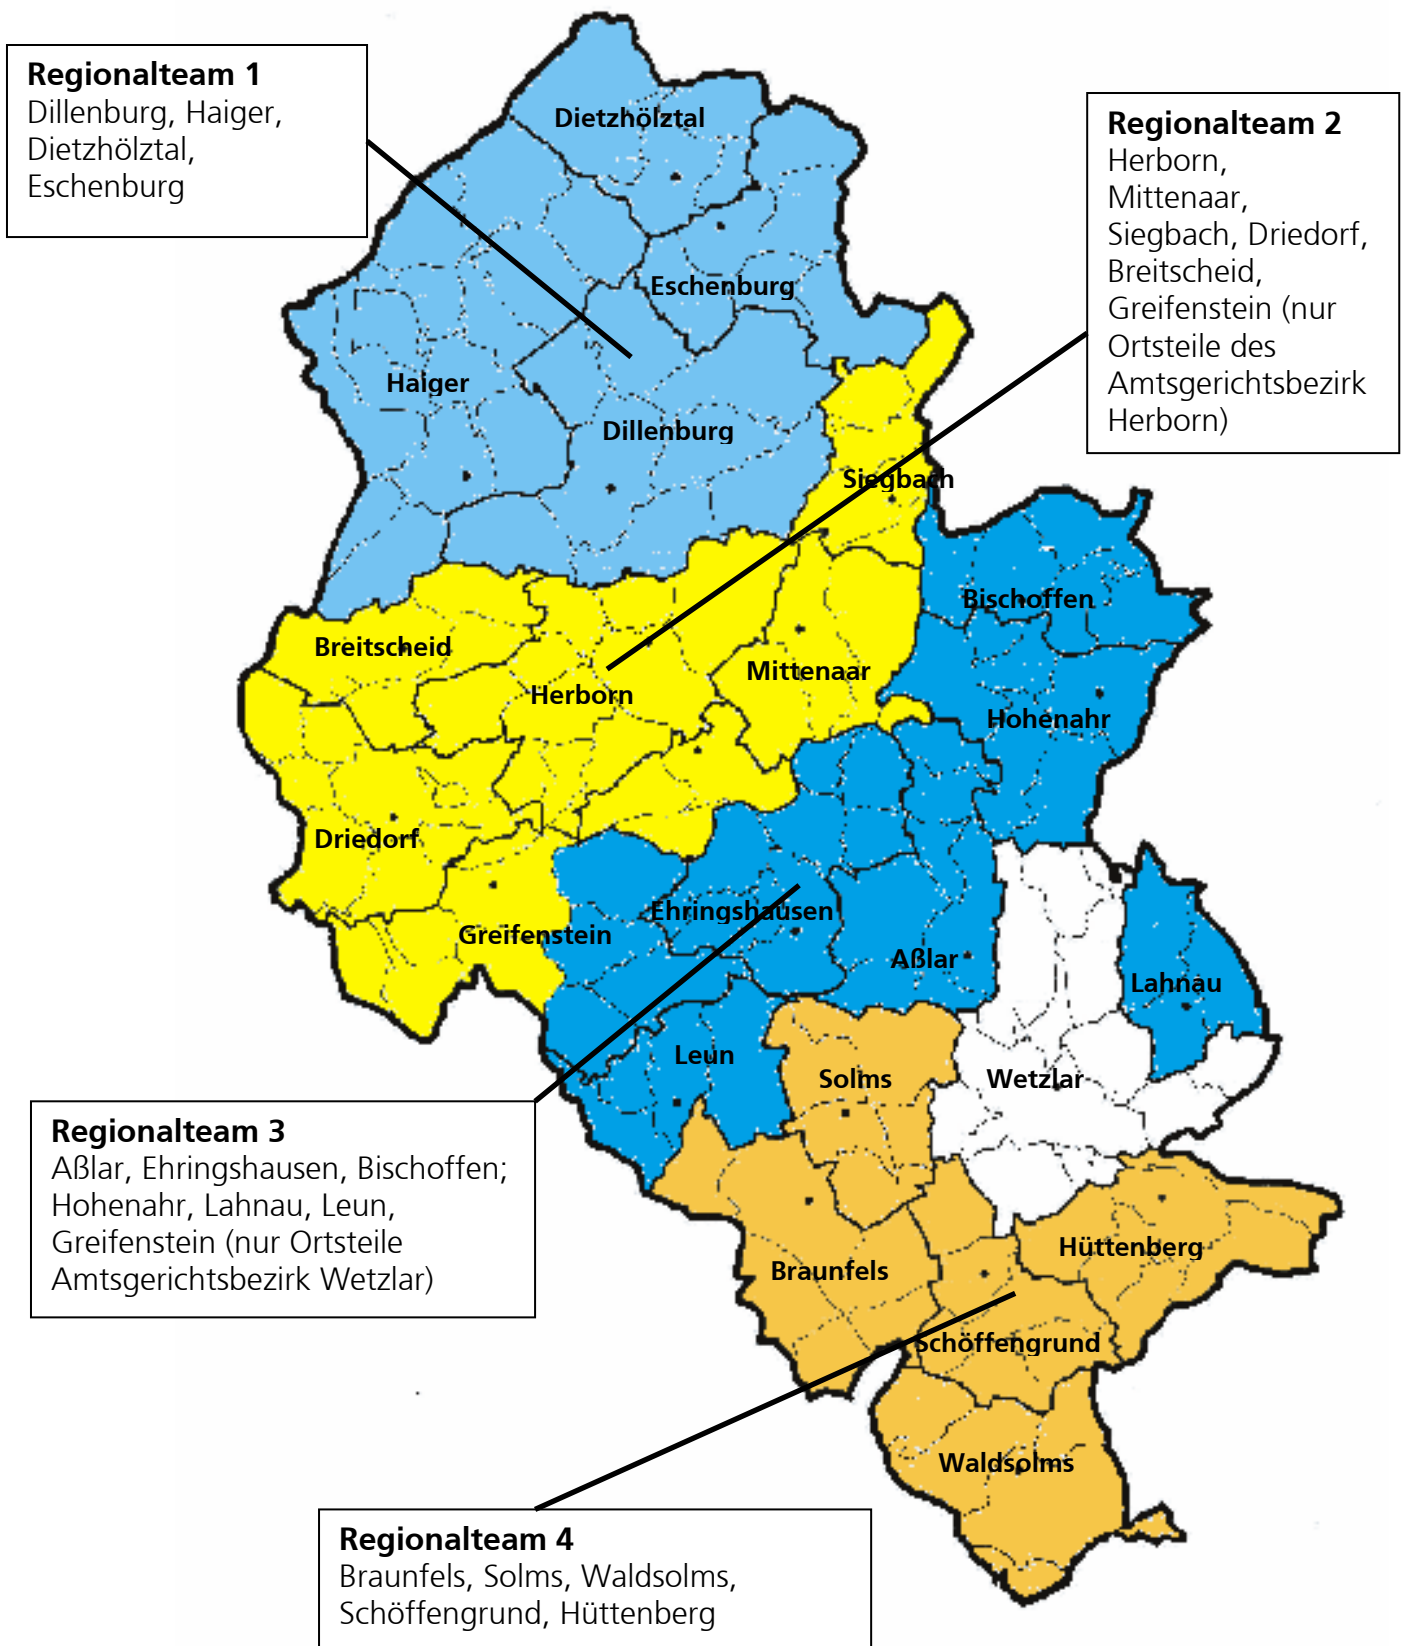 Regionalteam 1
Dillenburg, Haiger,
Dietzhölztal,
Eschenburg
Regionalteam 2
Herborn,
Mittenaar,
Siegbach, Driedorf,
Breitscheid,
Greifenstein (nur
Ortsteile des
Amtsgerichtsbezirk
Herborn)
Dietzhölztal
Eschenburg
Haiger
Dillenburg
Siegbach
Bischoffen
Breitscheid
Mittenaar
Herborn
Hohenahr
Driedorf
Ehringshausen
Greifenstein
Aßlar
Lahnau
Leun
Solms
Wetzlar
Regionalteam 3
Aßlar, Ehringshausen, Bischoffen;
Hohenahr, Lahnau, Leun,
Greifenstein (nur Ortsteile
Amtsgerichtsbezirk Wetzlar)
Hüttenberg
Braunfels
Schöffengrund
Waldsolms
Regionalteam 4
Braunfels, Solms, Waldsolms,
Schöffengrund, Hüttenberg